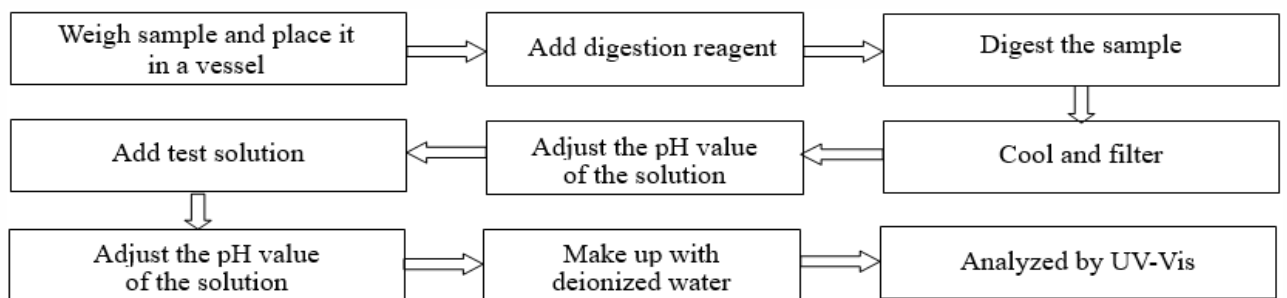 Weigh sample and place it
in a vessel
Add digestion reagent
Digest the sample
Cool and filter
Adjust the pH value
of the solution
Add test solution
Adjust the pH value
of the solution
Make up with
deionized water
Analyzed by UV-Vis